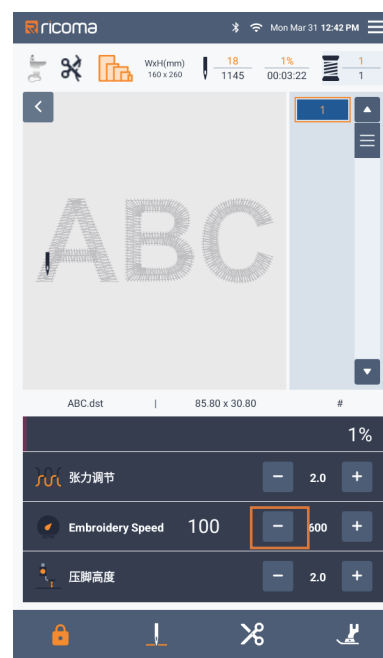 ricoma
Mon Mar 31 12:42 PM
WxH(mm)
160 x 260
18
1145
1%
00:03:22
1
1
1
ABC
ABC.dst | 85.80 x 30.80 #
1%
张力调节 2.0
Embroidery Speed 100 600
压脚高度 2.0